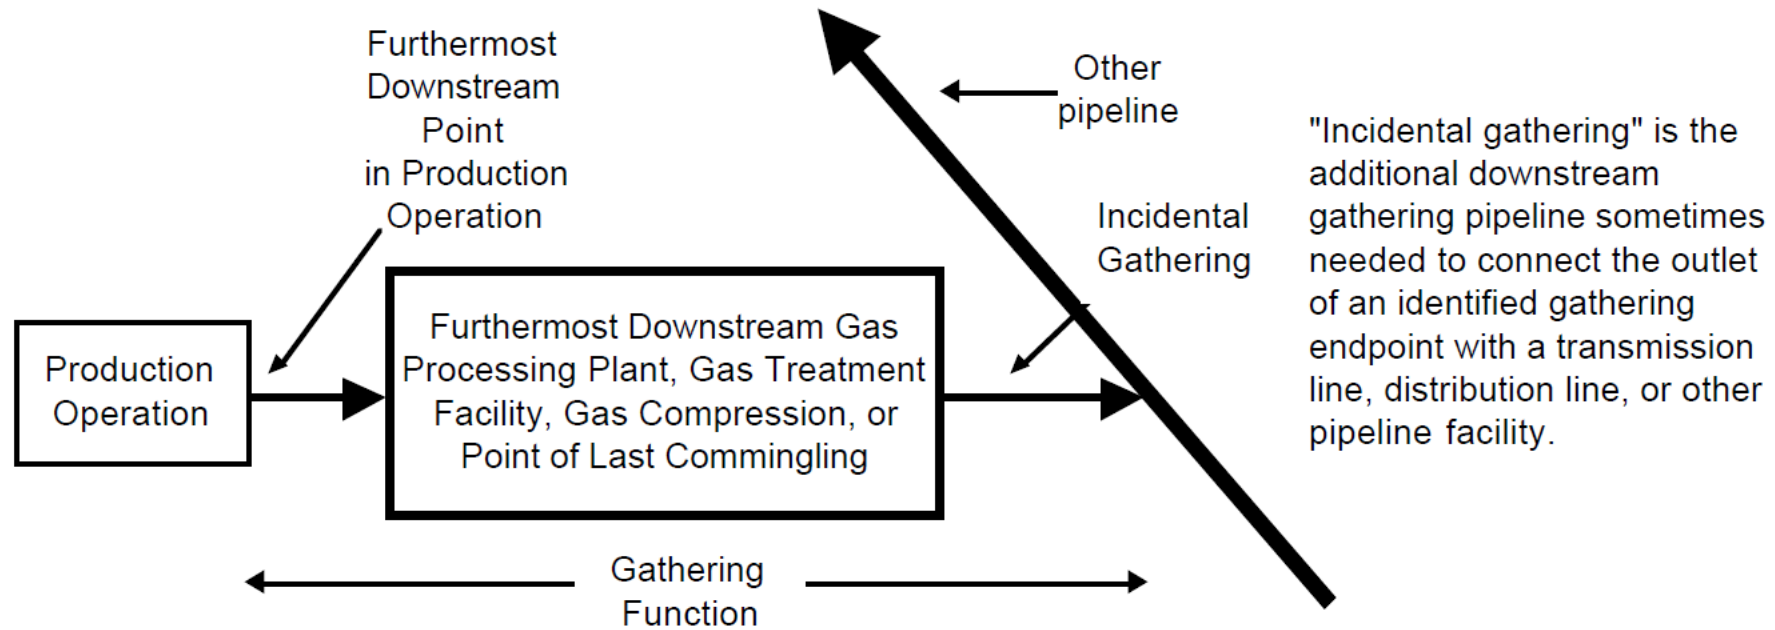 Furthermost
Downstream
Point
in Production
Operation
Other
pipeline
"Incidental gathering" is the
additional downstream
gathering pipeline sometimes
needed to connect the outlet
of an identified gathering
endpoint with a transmission
line, distribution line, or other
pipeline facility.
Incidental
Gathering
Production
Operation
Furthermost Downstream Gas
Processing Plant, Gas Treatment
Facility, Gas Compression, or
Point of Last Commingling
Gathering
Function